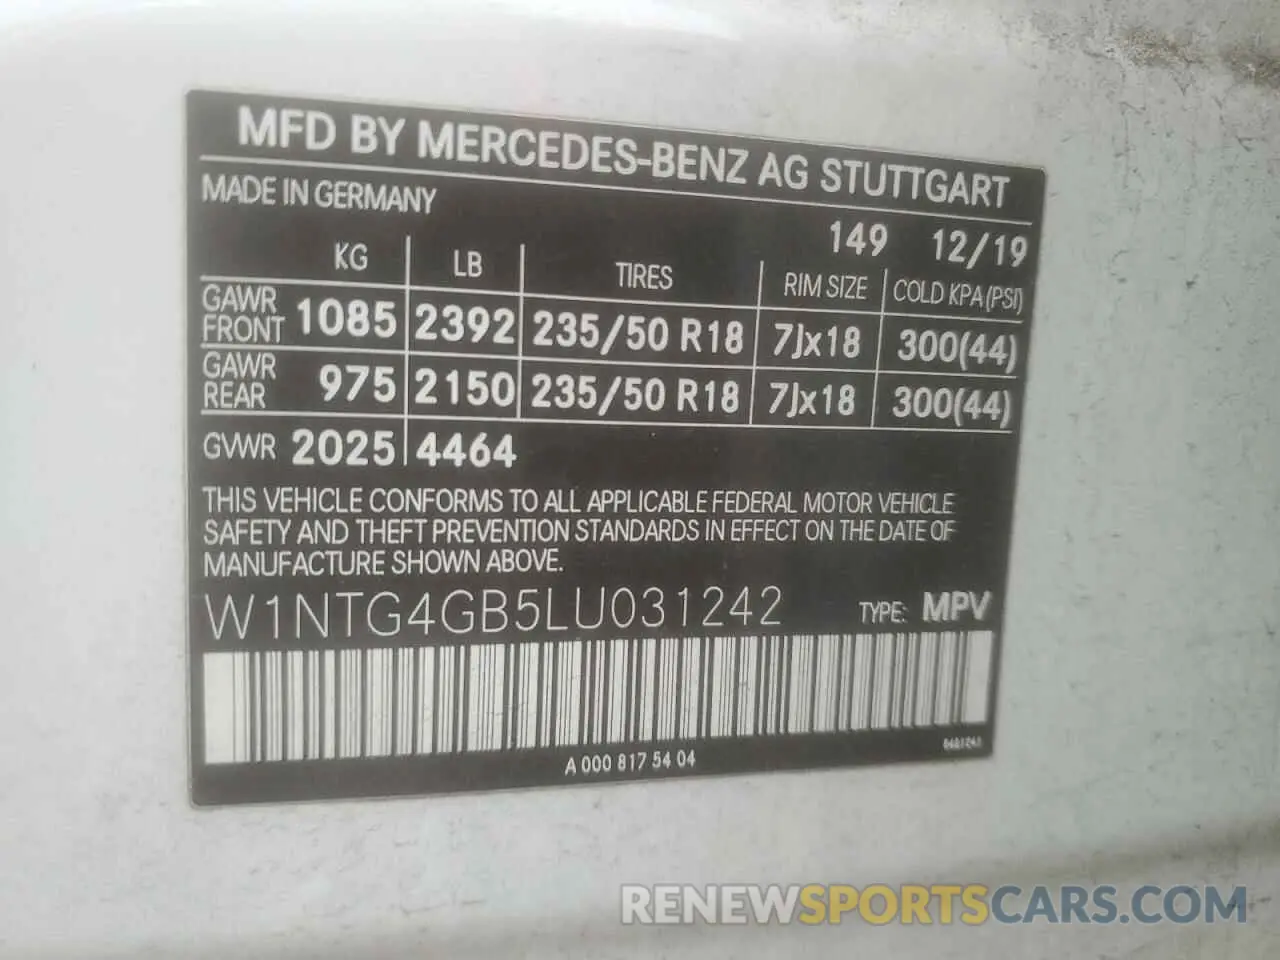 MFD BY MERCEDES-BENZ AG STUTTGART
MADE IN GERMANY
149 12/19
KG LB TIRES RIM SIZE COLD KPA(PSI)
GAWR FRONT 1085 2392 235/50 R18 7Jx18 300(44)
GAWR REAR 975 2150 235/50 R18 7Jx18 300(44)
GVWR 2025 4464
THIS VEHICLE CONFORMS TO ALL APPLICABLE FEDERAL MOTOR VEHICLE
SAFETY AND THEFT PREVENTION STANDARDS IN EFFECT ON THE DATE OF
MANUFACTURE SHOWN ABOVE.
W1NTG4GB5LU031242 TYPE: MPV
A 000 817 54 04
RENEWSPORTSCARS.COM